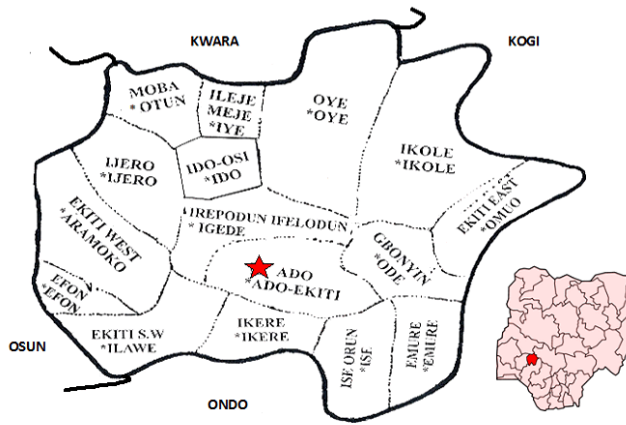 KWARA
KOGI
MOBA
*OTUN
ILEJE
MEJE
*IYE
OYE
*OYE
IJERO
*IJERO
IDO-OSI
*IDO
IKOLE
*IKOLE
EKITI EAST
*OMUO
EKITI WEST
*ARAMOKO
IREPODUN IFELODUN
* IGEDE
GBONYIN
*ODE
ADO
*ADO-EKITI
EFON
*EFON
EKITI S.W
*ILAWE
IKERE
*IKERE
ISE ORUN
*ISE
EMURE
*EMURE
OSUN
ONDO